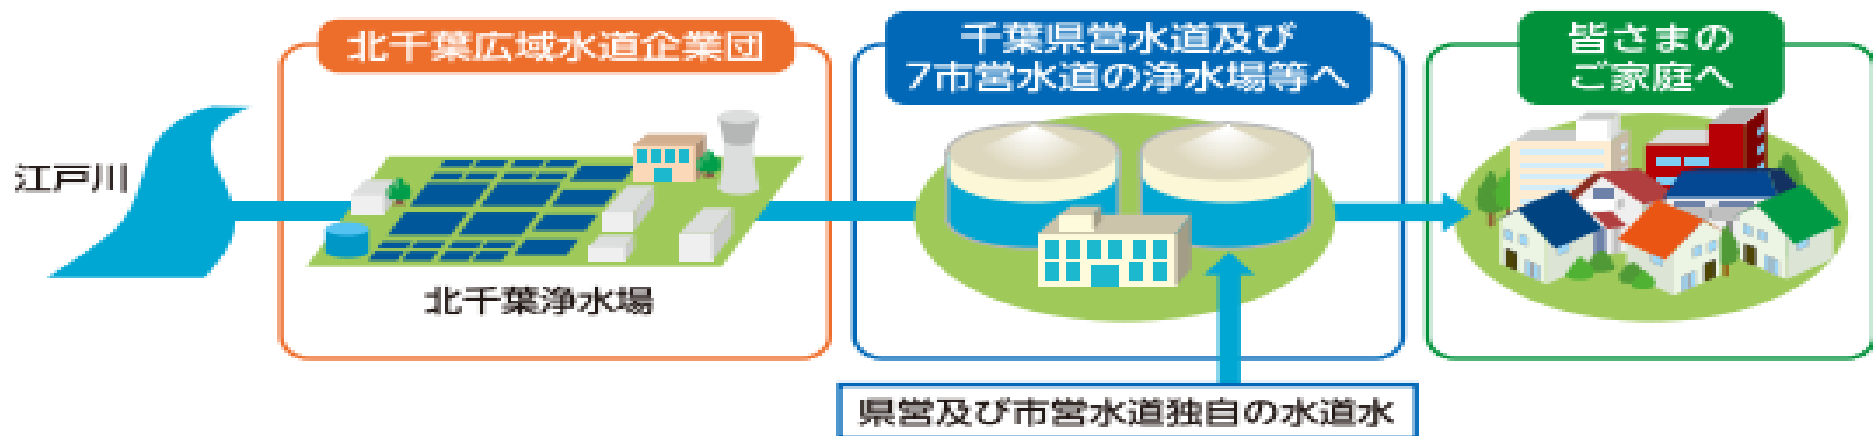 北千葉広域水道企業団
千葉県営水道及び
7市営水道の浄水場等へ
皆さまの
ご家庭へ
江戸川
北千葉浄水場
県営及び市営水道独自の水道水